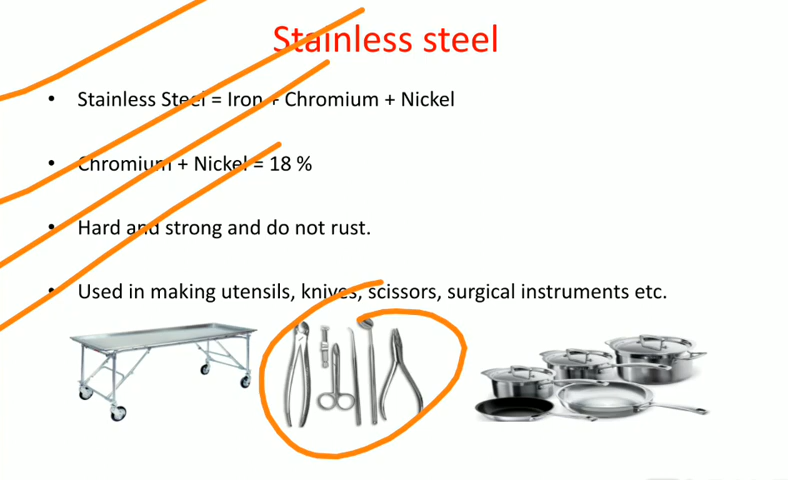 Stainless steel
• Stainless Steel = Iron + Chromium + Nickel
• Chromium + Nickel = 18 %
• Hard and strong and do not rust.
• Used in making utensils, knives, scissors, surgical instruments etc.